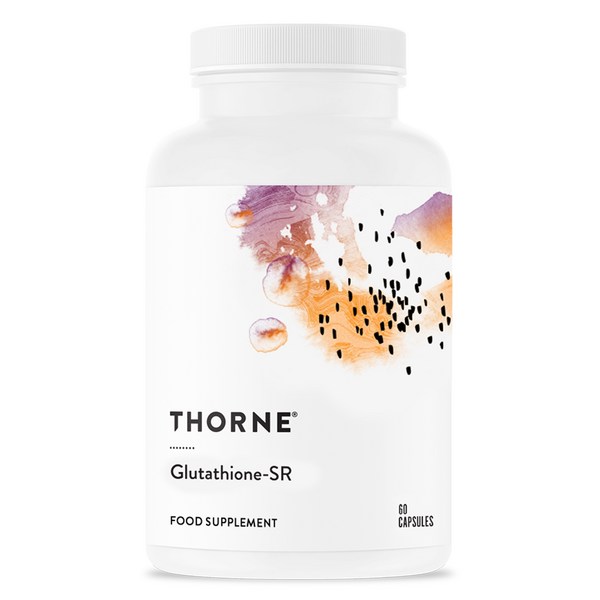 THORNE®
Glutathione-SR
FOOD SUPPLEMENT
60
CAPSULES